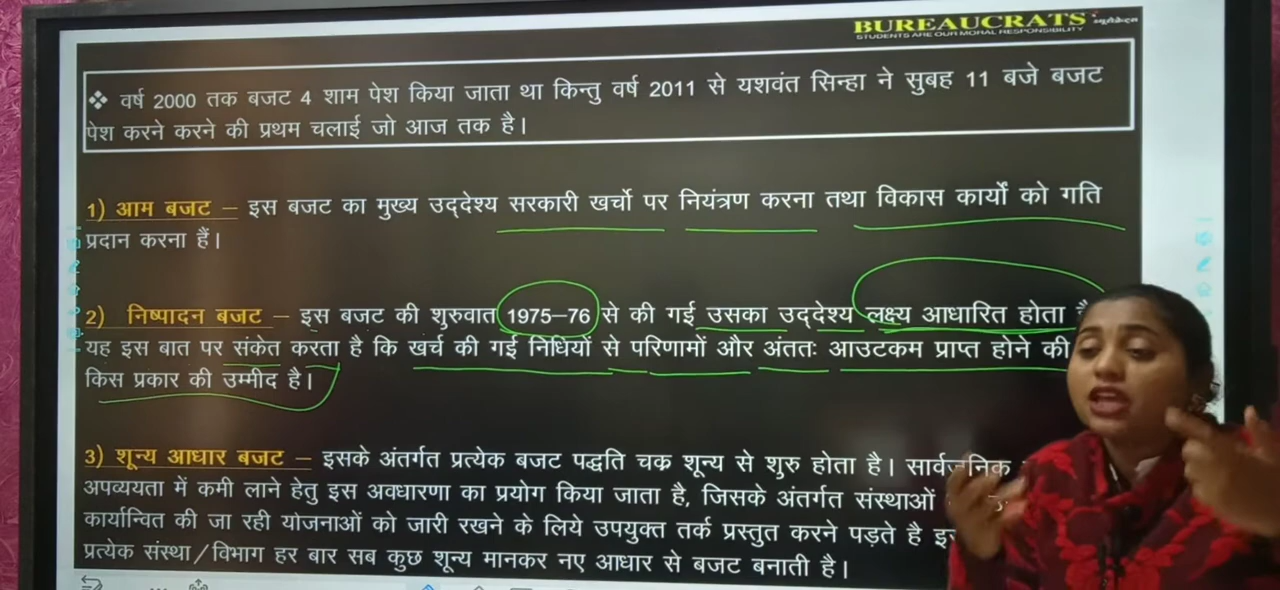 BUREAUCRATS ब्यूरोक्रेट्स
STUDENTS ARE OUR MORAL RESPONSIBILITY
❖ वर्ष 2000 तक बजट 4 शाम पेश किया जाता था किन्तु वर्ष 2011 से यशवंत सिन्हा ने सुबह 11 बजे बजट
पेश करने करने की प्रथम चलाई जो आज तक है।
1) आम बजट – इस बजट का मुख्य उद्देश्य सरकारी खर्चो पर नियंत्रण करना तथा विकास कार्यों को गति
प्रदान करना हैं।
2) निष्पादन बजट – इस बजट की शुरुवात 1975–76 से की गई उसका उद्देश्य लक्ष्य आधारित होता
यह इस बात पर संकेत करता है कि खर्च की गई निधियों से परिणामों और अंततः आउटकम प्राप्त होने की
किस प्रकार की उम्मीद है।
3) शून्य आधार बजट – इसके अंतर्गत प्रत्येक बजट पद्धति चक्र शून्य से शुरु होता है। सार्वजनिक
अपव्ययता में कमी लाने हेतु इस अवधारणा का प्रयोग किया जाता है, जिसके अंतर्गत संस्थाओं
कार्यान्वित की जा रही योजनाओं को जारी रखने के लिये उपयुक्त तर्क प्रस्तुत करने पड़ते है
प्रत्येक संस्था/विभाग हर बार सब कुछ शून्य मानकर नए आधार से बजट बनाती है।